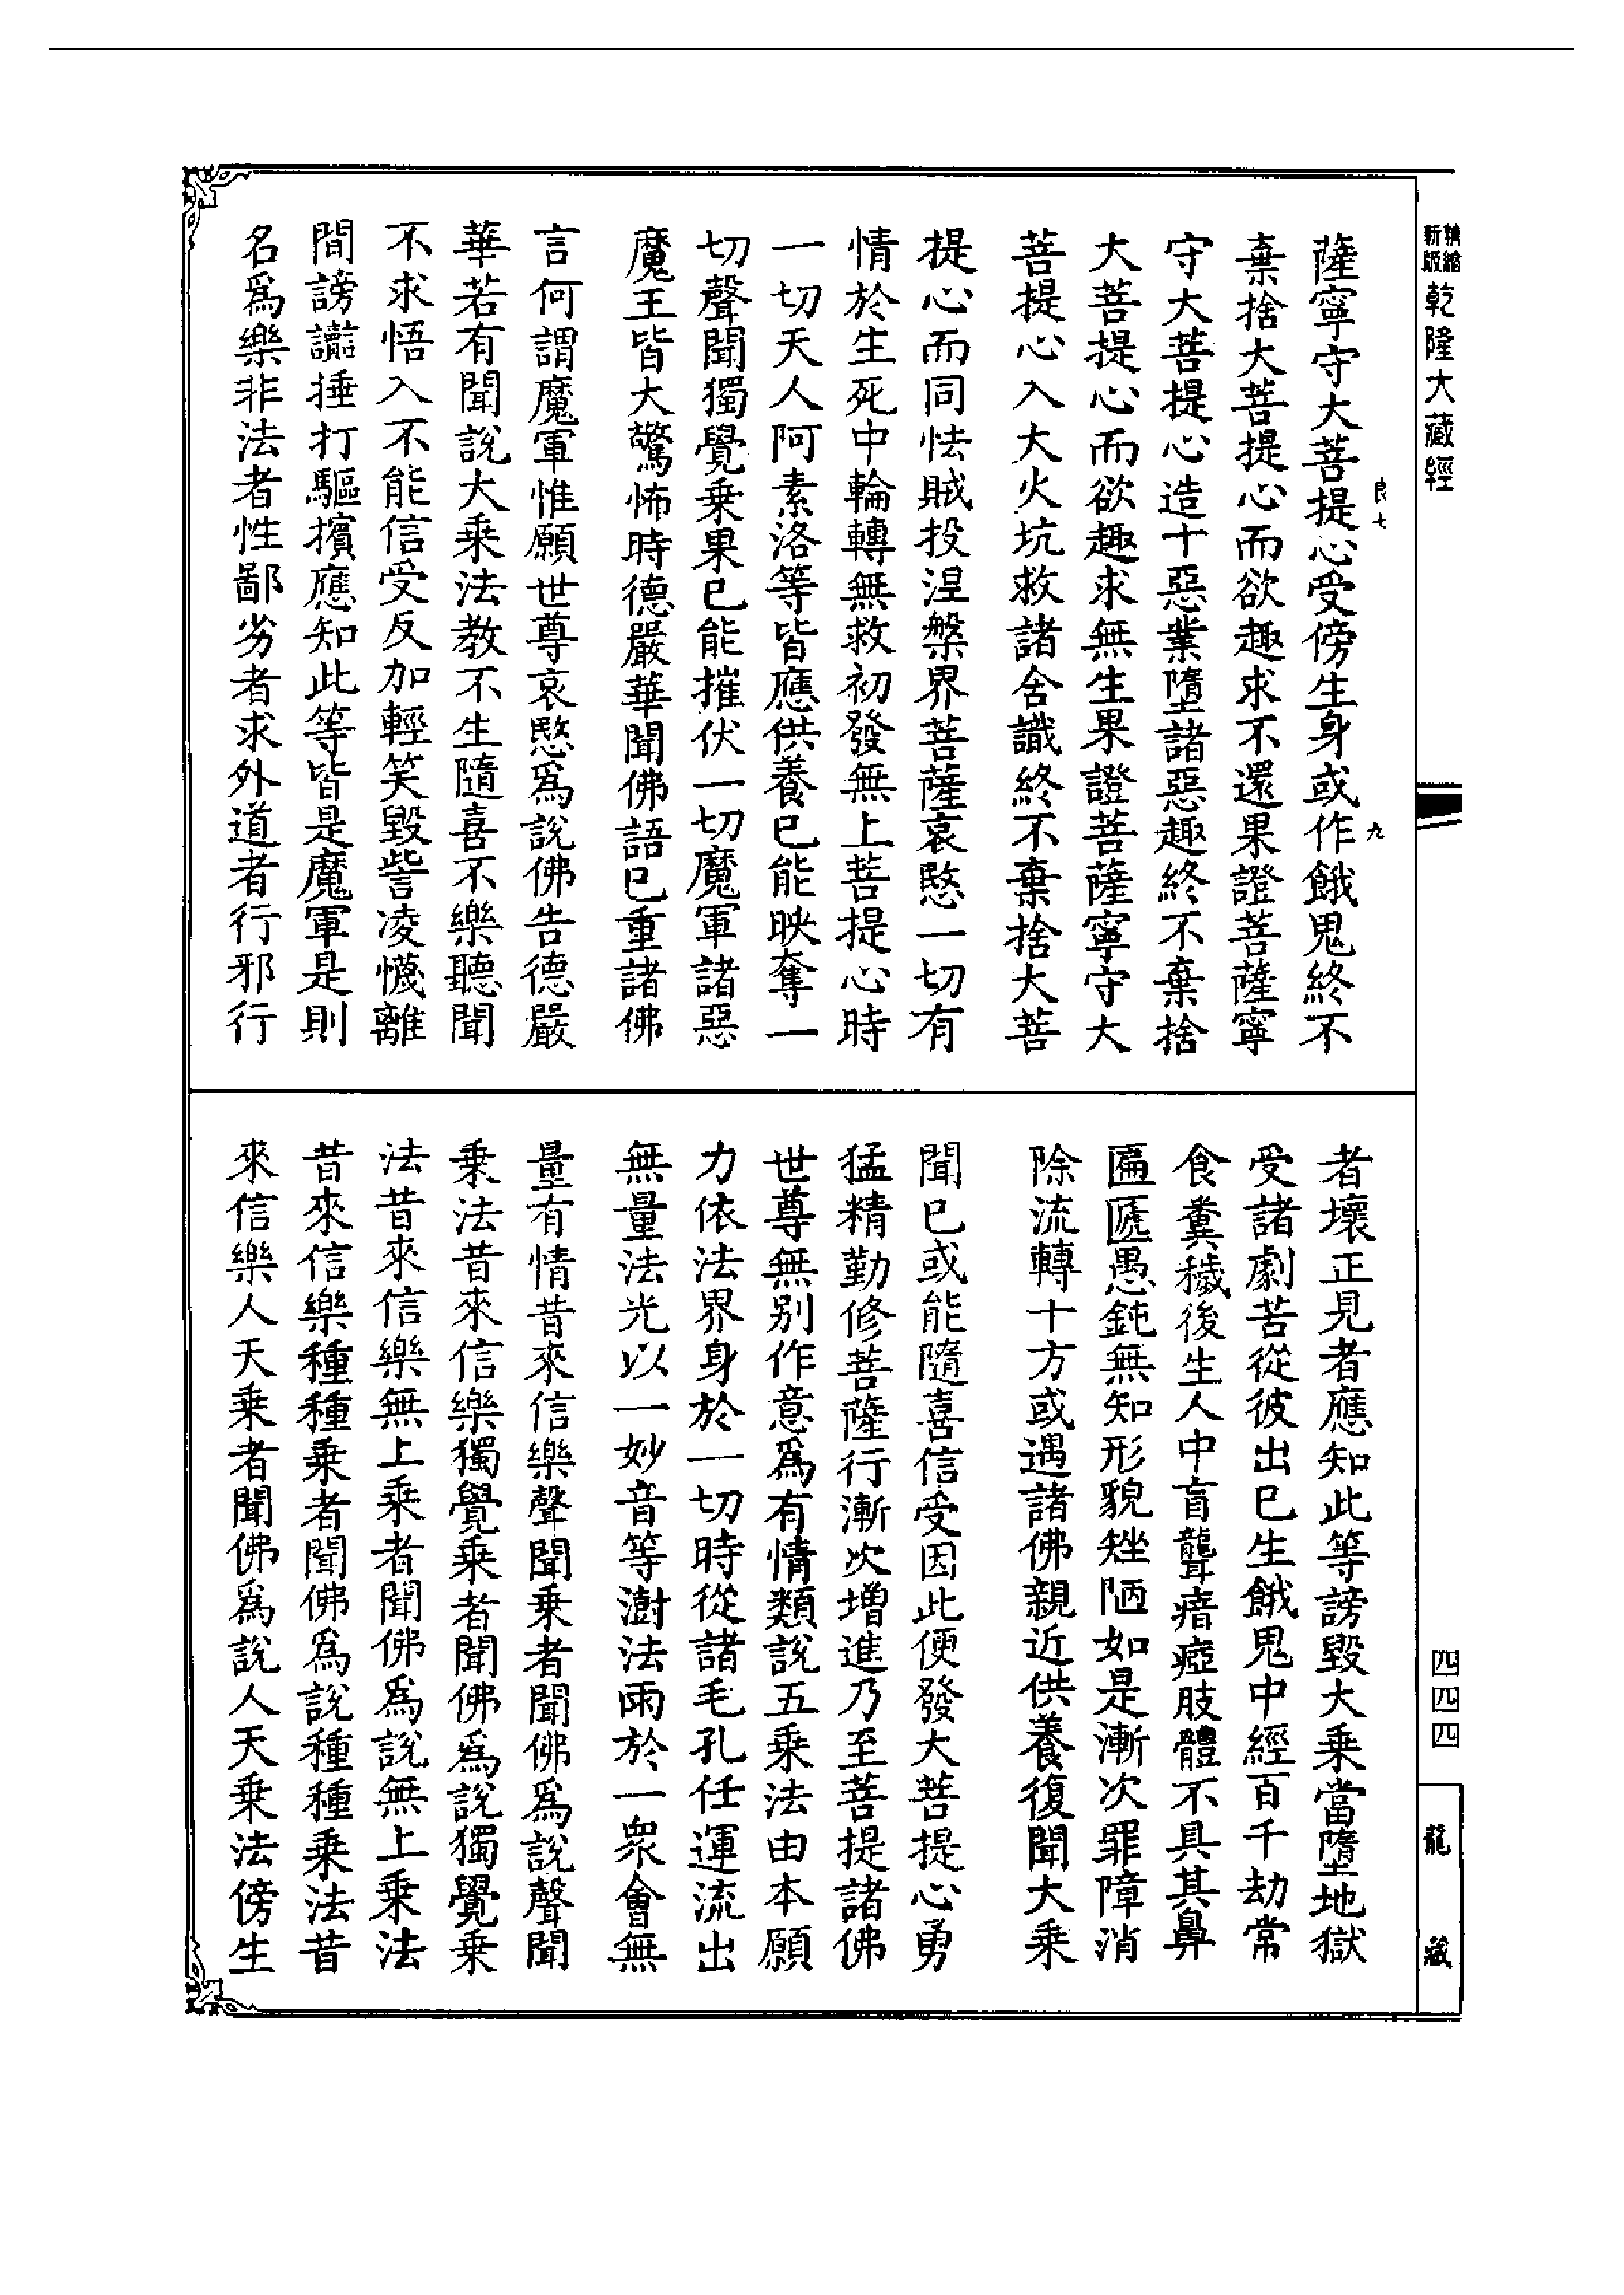 精縮
新版
乾隆大藏經
良七
九
薩寧守大菩提心受傍生身或作餓鬼終不
棄捨大菩提心而欲趣求不還果證菩薩寧
守大菩提心造十惡業墮諸惡趣終不棄捨
大菩提心而欲趣求無生果證菩薩寧守大
菩提心入大火坑救諸含識終不棄捨大菩
提心而同怯賊投涅槃界菩薩哀愍一切有
情於生死中輪轉無救初發無上菩提心時
一切天人阿素洛等皆應供養已能映奪一
切聲聞獨覺乘果已能摧伏一切魔軍諸惡
魔王皆大驚怖時德嚴華聞佛語已重諸佛
言何謂魔軍惟願世尊哀愍爲說佛告德嚴
華若有聞說大乘法教不生隨喜不樂聽聞
不求悟入不能信受反加輕笑毀訾凌懱離
間謗讟捶打驅擯應知此等皆是魔軍是則
名爲樂非法者性鄙劣者求外道者行邪行
者壞正見者應知此等謗毀大乘當墮地獄
受諸劇苦從彼出已生餓鬼中經百千劫常
食糞穢後生人中盲聾瘖瘂肢體不具其鼻
匾㔸愚鈍無知形貌矬陋如是漸次罪障消
除流轉十方或遇諸佛親近供養復聞大乘
聞已或能隨喜信受因此便發大菩提心勇
猛精勤修菩薩行漸次增進乃至菩提諸佛
世尊無别作意爲有情類說五乘法由本願
力依法界身於一切時從諸毛孔任運流出
無量法光以一妙音等澍法雨於一眾會無
量有情昔來信樂聲聞乘者聞佛爲說聲聞
乘法昔來信樂獨覺乘者聞佛爲說獨覺乘
法昔來信樂無上乘者聞佛爲說無上乘法
昔來信樂種種乘者聞佛爲說種種乘法昔
來信樂人天乘者聞佛爲說人天乘法傍生
四四四
龍藏